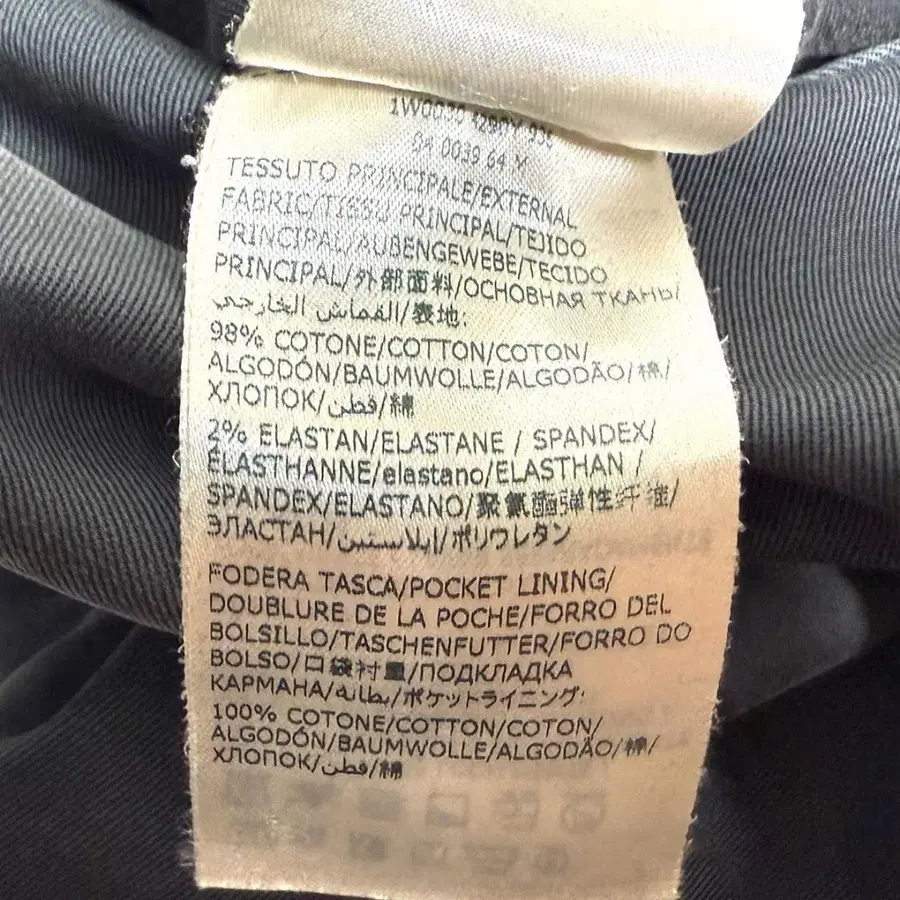 TESSUTO PRINCIPALE/EXTERNAL
FABRIC/TISSU PRINCIPAL/TEJIDO
PRINCIPAL/AUBENGEWEBE/TECIDO
PRINCIPAL/外部面料/ОСНОВНАЯ ТКАНЬ/
القماش الخارجي/表地:
98% COTONE/COTTON/COTON/
ALGODÓN/BAUMWOLLE/ALGODÃO/棉/
ХЛОПОК/قطن/綿
2% ELASTAN/ELASTANE / SPANDEX/
ÉLASTHANNE/elastano/ELASTHAN /
SPANDEX/ELASTANO/聚氨酯弹性纤维/
ЭЛАСТАН/إيلاستين/ポリウレタン
FODERA TASCA/POCKET LINING/
DOUBLURE DE LA POCHE/FORRO DEL
BOLSILLO/TASCHENFUTTER/FORRO DO
BOLSO/口袋衬里/ПОДКЛАДКА
КАРМАНА/بطانة/ポケットライニング:
100% COTONE/COTTON/COTON/
ALGODÓN/BAUMWOLLE/ALGODÃO/棉/
ХЛОПОК/قطن/綿